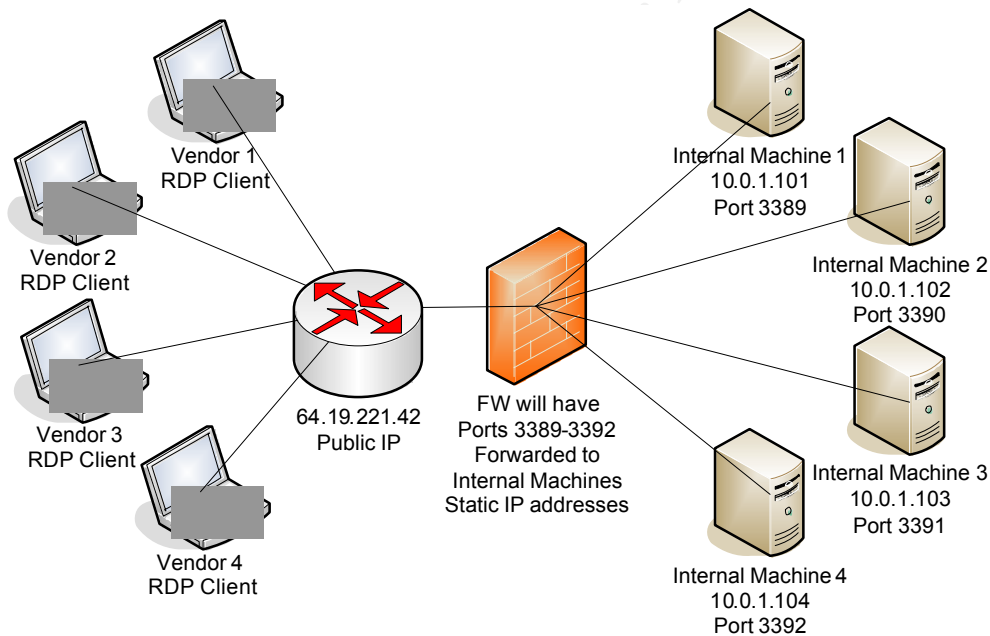 Vendor 1
RDP Client
Vendor 2
RDP Client
Vendor 3
RDP Client
Vendor 4
RDP Client
64.19.221.42
Public IP
FW will have
Ports 3389-3392
Forwarded to
Internal Machines
Static IP addresses
Internal Machine 1
10.0.1.101
Port 3389
Internal Machine 2
10.0.1.102
Port 3390
Internal Machine 3
10.0.1.103
Port 3391
Internal Machine 4
10.0.1.104
Port 3392